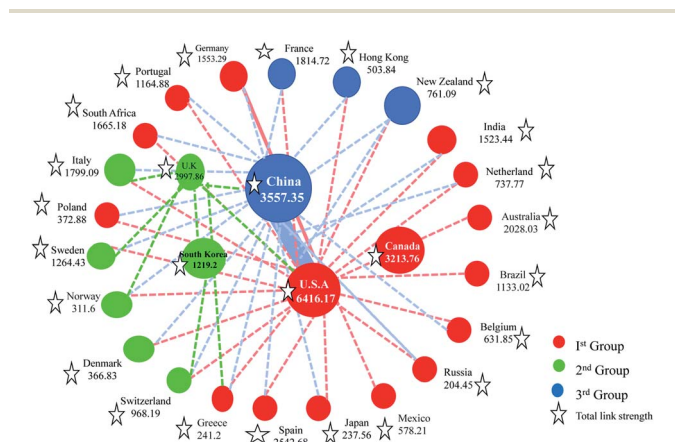 Germany
1553.29
France
1814.72
Hong Kong
503.84
New Zealand
761.09
Portugal
1164.88
South Africa
1665.18
India
1523.44
Italy
1799.09
U.K
2997.86
China
3557.35
Netherland
737.77
Poland
372.88
Australia
2028.03
Sweden
1264.43
South Korea
1219.2
Canada
3213.76
U.S.A
6416.17
Brazil
1133.02
Norway
311.6
Belgium
631.85
Denmark
366.83
Russia
204.45
Switzerland
968.19
Greece
241.2
Spain
2542.68
Japan
237.56
Mexico
578.21
Ist Group
2nd Group
3rd Group
Total link strength